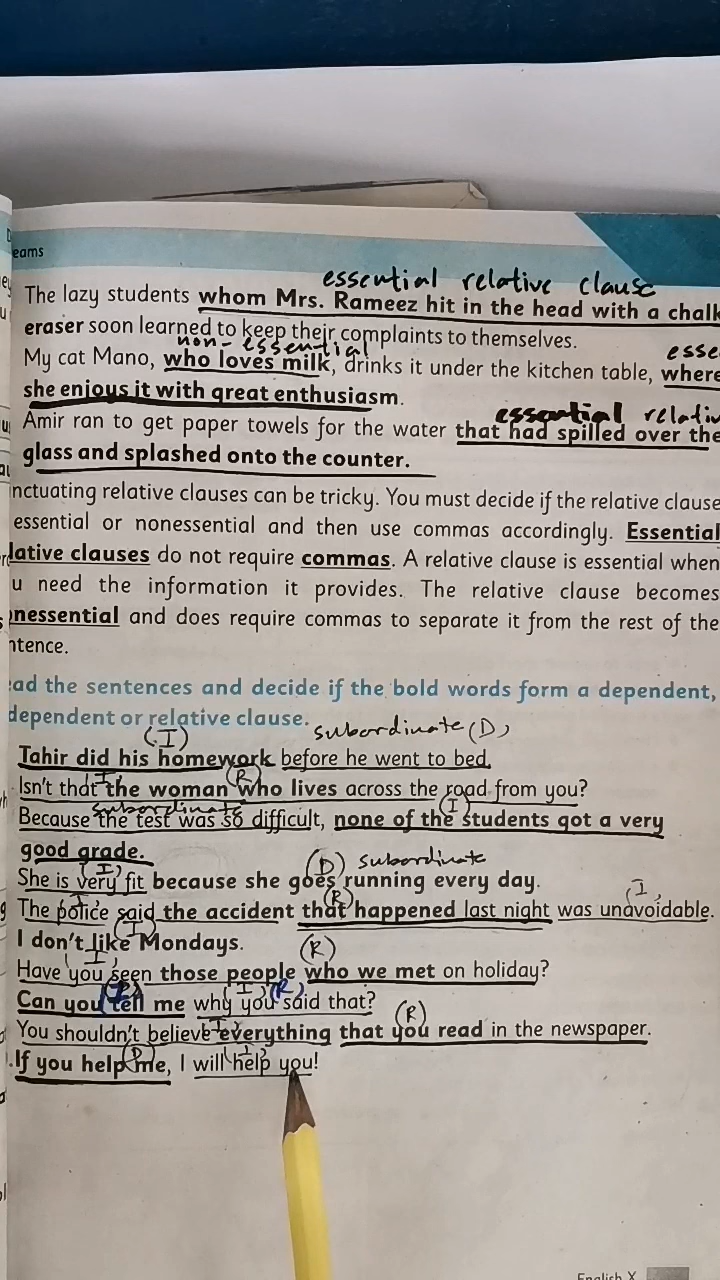 eams
essential relative clause
The lazy students whom Mrs. Rameez hit in the head with a chalk
eraser soon learned to keep their complaints to themselves.
non-essential esse
My cat Mano, who loves milk, drinks it under the kitchen table, where
she enjous it with qreat enthusiasm.
essential relativ
Amir ran to get paper towels for the water that had spilled over the
glass and splashed onto the counter.
nctuating relative clauses can be tricky. You must decide if the relative clause
essential or nonessential and then use commas accordingly. Essential
lative clauses do not require commas. A relative clause is essential when
u need the information it provides. The relative clause becomes
nessential and does require commas to separate it from the rest of the
ntence.
ad the sentences and decide if the bold words form a dependent,
dependent or relative clause.
(I) subordinate (D)
Tahir did his homework before he went to bed.
I (R)
Isn't that the woman who lives across the road from you?
subordinate (I)
Because the test was so difficult, none of the students got a very
good grade.
I (D) subordinate
She is very fit because she goes running every day.
I (R) I
The police said the accident that happened last night was unavoidable.
(I)
I don't like Mondays.
I (R)
Have you seen those people who we met on holiday?
I (R)
Can you tell me why you said that?
I (R)
You shouldn't believe everything that you read in the newspaper.
(D) I
If you help me, I will help you!
English X